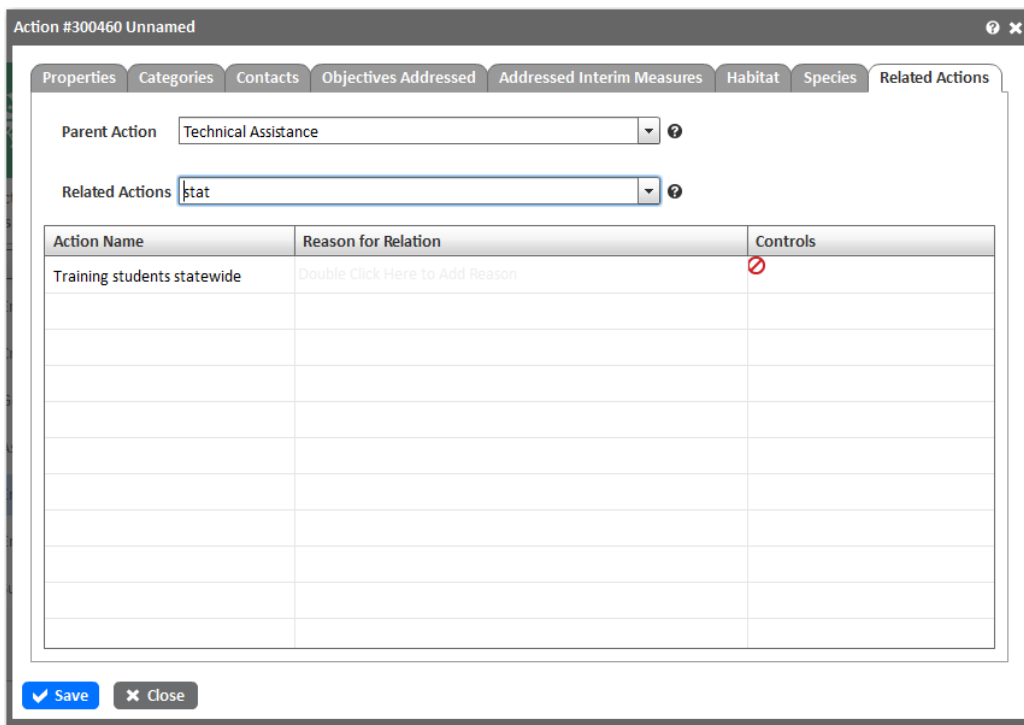 Action #300460 Unnamed
Properties Categories Contacts Objectives Addressed Addressed Interim Measures Habitat Species Related Actions
Parent Action Technical Assistance
Related Actions stat
Action Name Reason for Relation Controls
Training students statewide Double Click Here to Add Reason
Save Close